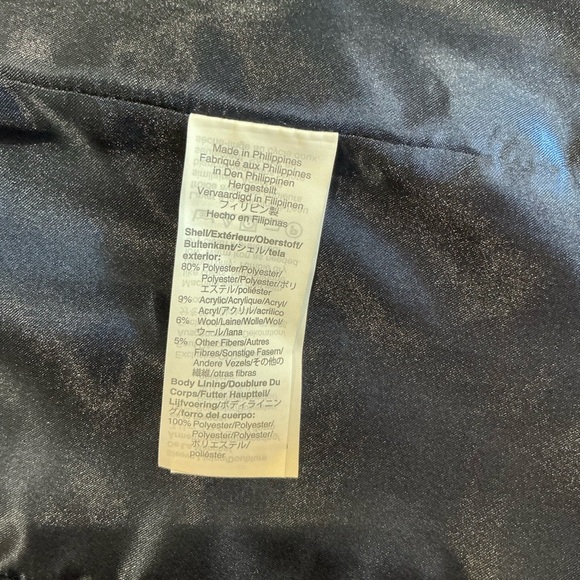 Made in Philippines
Fabriqué aux Philippines
in Den Philippinen
Hergestellt
Vervaardigd in Filipijnen
フィリピン製
Hecho en Filipinas
Shell/Extérieur/Oberstoff/
Buitenkant/シェル/tela
exterior:
80% Polyester/Polyester/
Polyester/Polyester/ポリ
エステル/poliéster
9% Acrylic/Acrylique/Acryl/
Acryl/アクリル/acrílico
6% Wool/Laine/Wolle/Wol/
ウール/lana
5% Other Fibers/Autres
Fibres/Sonstige Fasern/
Andere Vezels/その他の
繊維/otras fibras
Body Lining/Doublure Du
Corps/Futter Hauptteil/
Lijfvoering/ボディライニン
グ/forro del cuerpo:
100% Polyester/Polyester/
Polyester/Polyester/
ポリエステル/
poliéster